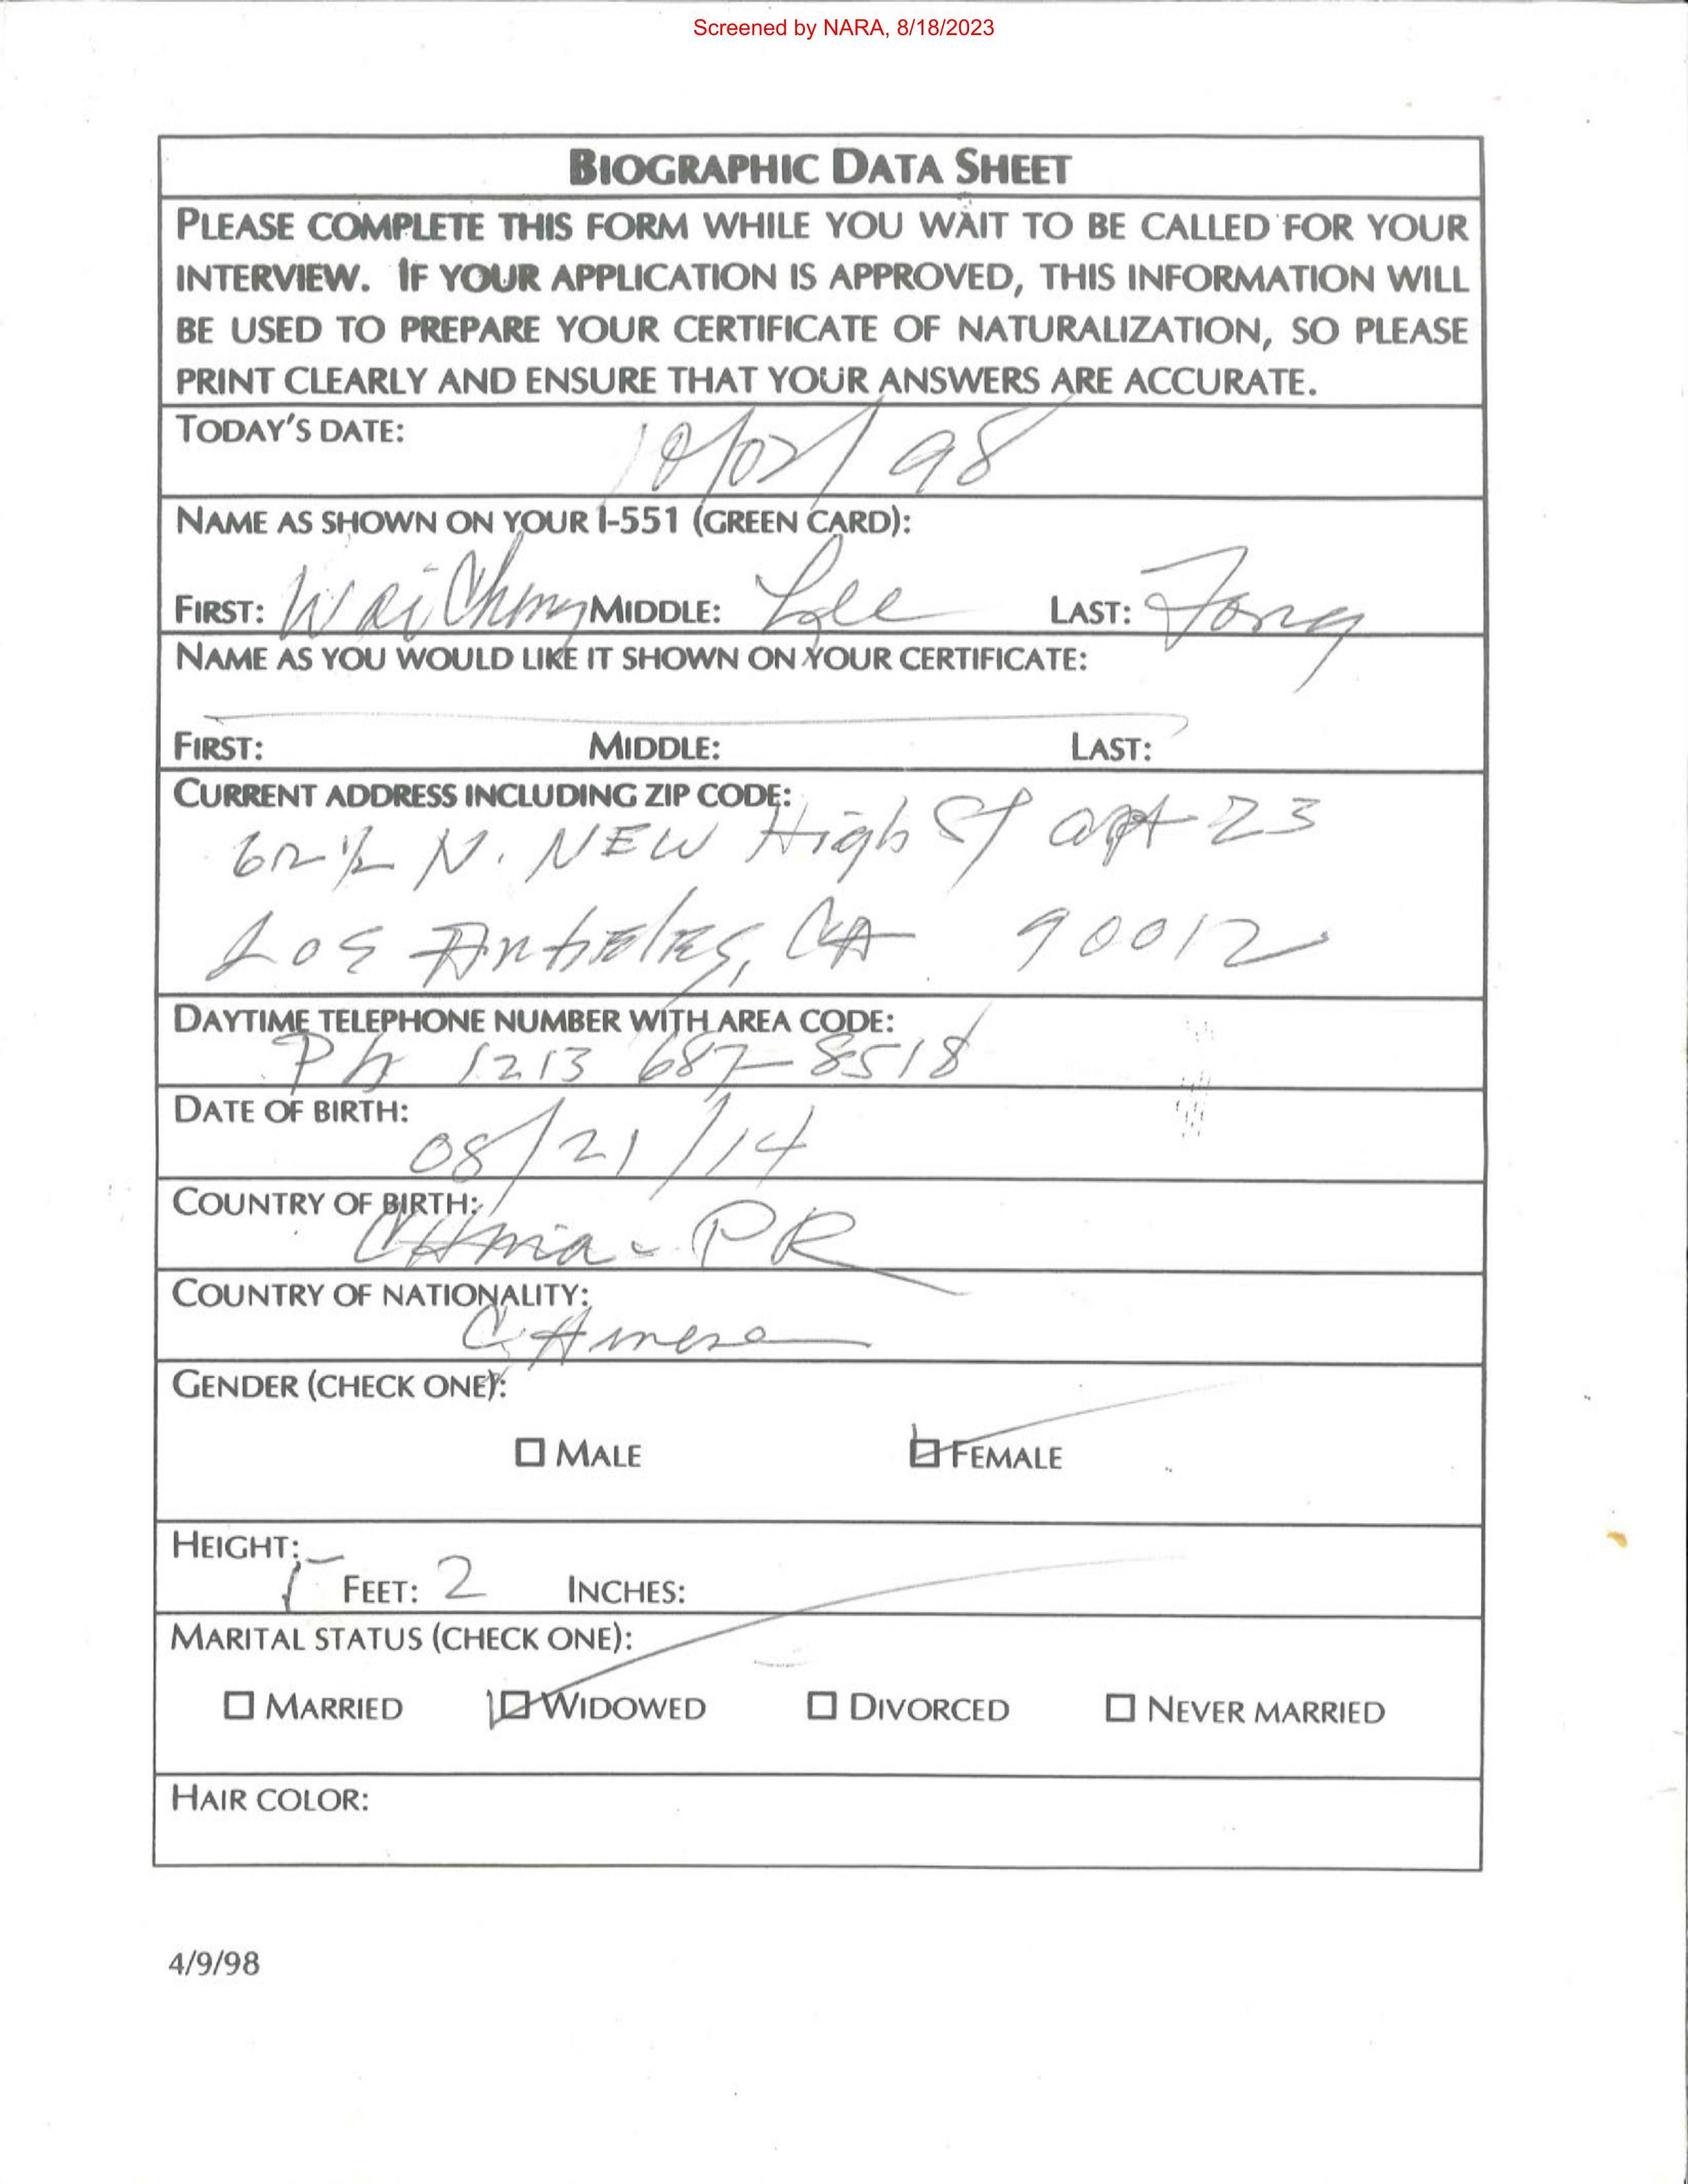 Screened by NARA, 8/18/2023
BIOGRAPHIC DATA SHEET
PLEASE COMPLETE THIS FORM WHILE YOU WAIT TO BE CALLED FOR YOUR
INTERVIEW. IF YOUR APPLICATION IS APPROVED, THIS INFORMATION WILL
BE USED TO PREPARE YOUR CERTIFICATE OF NATURALIZATION, SO PLEASE
PRINT CLEARLY AND ENSURE THAT YOUR ANSWERS ARE ACCURATE.
TODAY'S DATE: 10/02/98
NAME AS SHOWN ON YOUR I-551 (GREEN CARD):
FIRST: Wai Chong MIDDLE: Lee LAST: Fong
NAME AS YOU WOULD LIKE IT SHOWN ON YOUR CERTIFICATE:
FIRST: MIDDLE: LAST:
CURRENT ADDRESS INCLUDING ZIP CODE:
N. NEW High St apt 23
Los CA 90012
DAYTIME TELEPHONE NUMBER WITH AREA CODE:
Ph 1213 687-8518
DATE OF BIRTH: 08/21/14
COUNTRY OF BIRTH: CHina - PR
COUNTRY OF NATIONALITY: CHinese
GENDER (CHECK ONE):
MALE FEMALE
HEIGHT:
5 FEET: 2 INCHES:
MARITAL STATUS (CHECK ONE):
MARRIED WIDOWED DIVORCED NEVER MARRIED
HAIR COLOR:
4/9/98